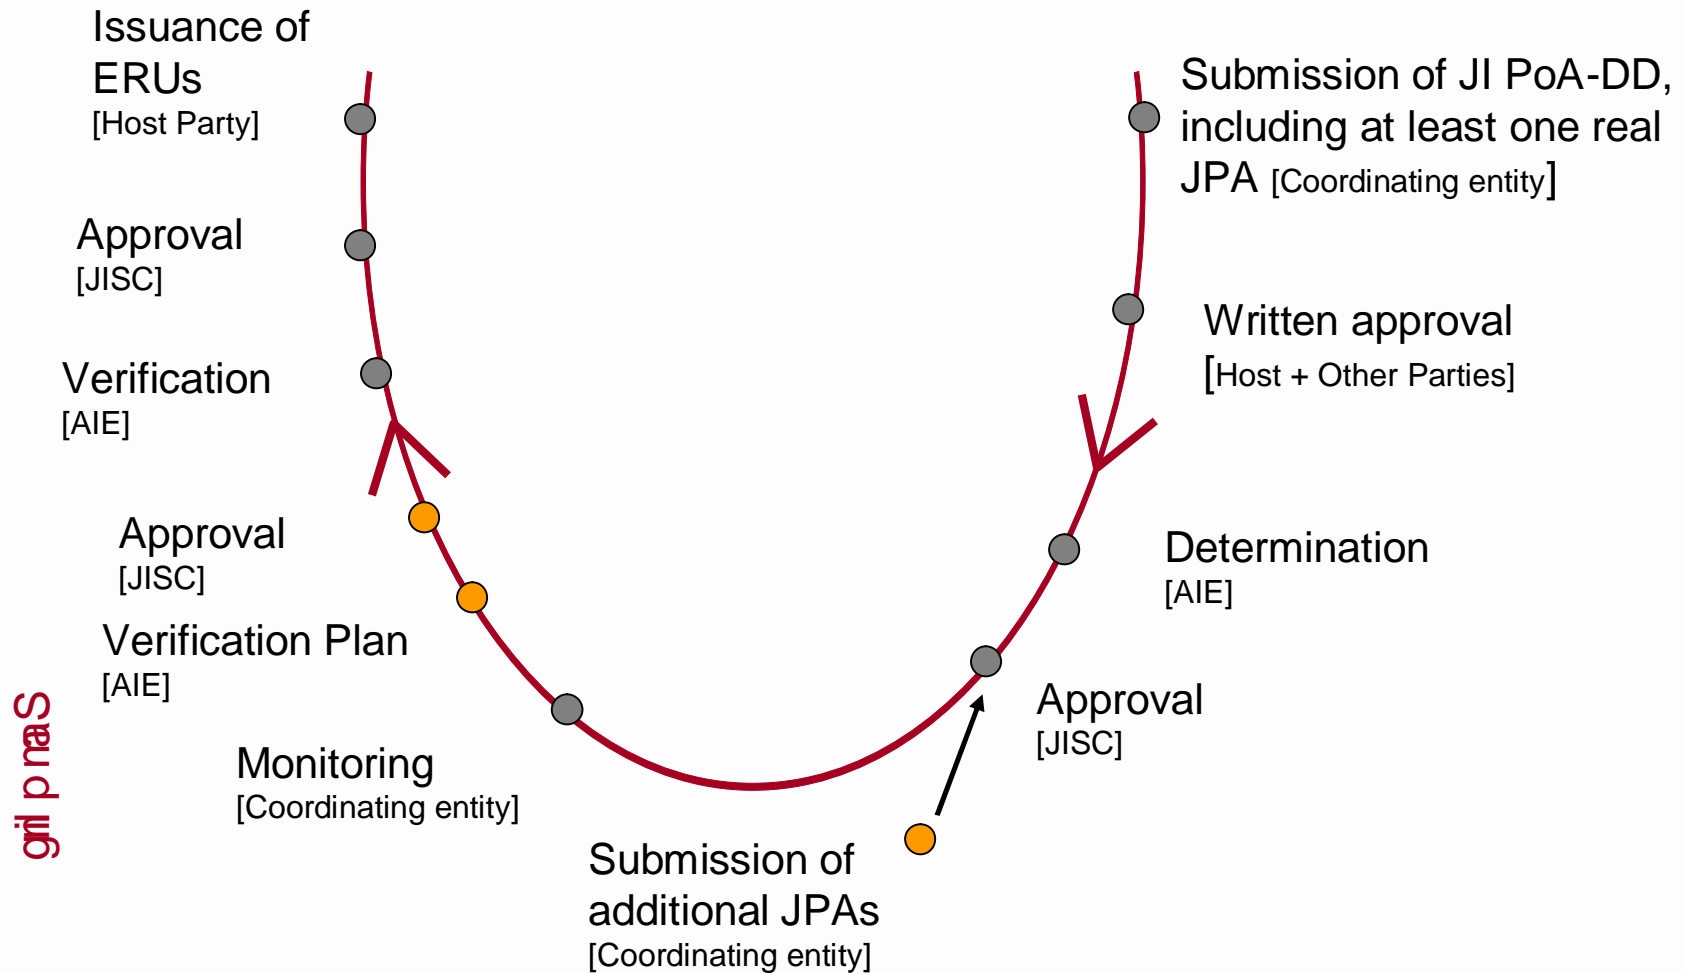 Issuance of
ERUs
[Host Party]
Submission of JI PoA-DD,
including at least one real
JPA [Coordinating entity]
Approval
[JISC]
Written approval
[Host + Other Parties]
Verification
[AIE]
Approval
[JISC]
Determination
[AIE]
Verification Plan
[AIE]
Approval
[JISC]
Monitoring
[Coordinating entity]
Sampling
Submission of
additional JPAs
[Coordinating entity]